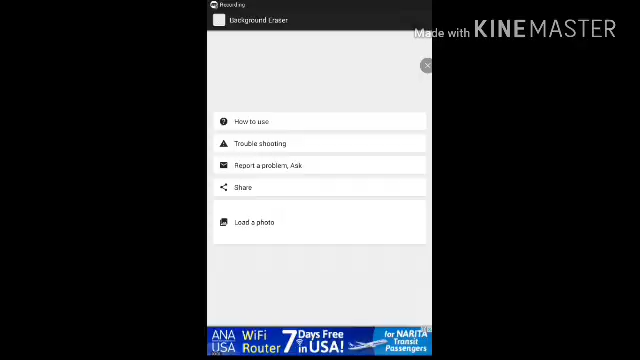 Recording
Background Eraser
Made with KINEMASTER
How to use
Trouble shooting
Report a problem, Ask
Share
Load a photo
ANA WiFi 7 Days Free for NARITA
USA Router in USA! Transit
Passengers